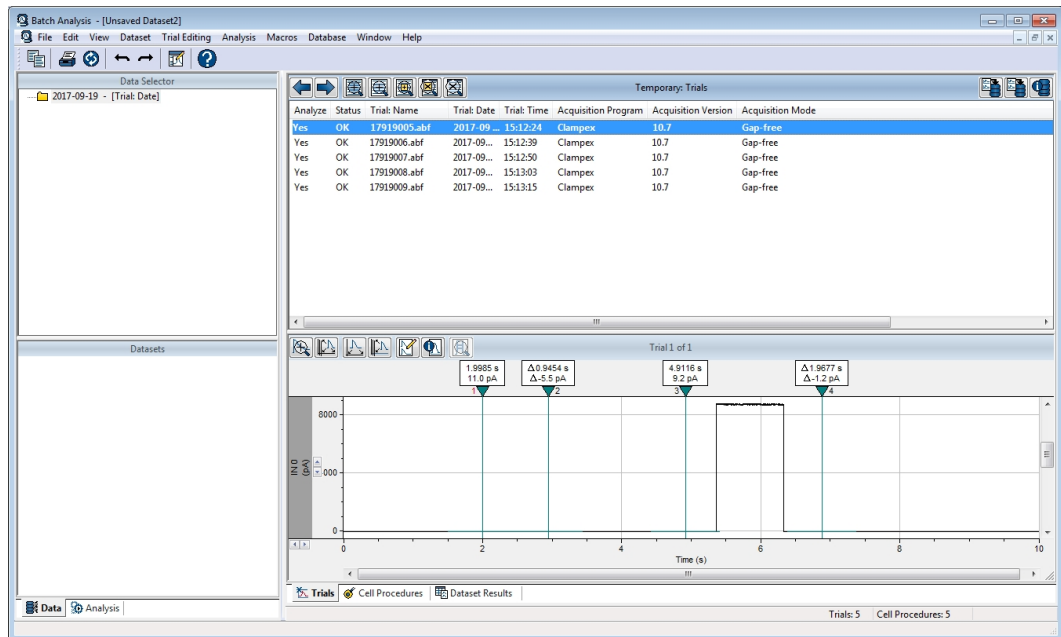 Batch Analysis - [Unsaved Dataset2]
File Edit View Dataset Trial Editing Analysis Macros Database Window Help
Data Selector
2017-09-19 - [Trial: Date]
Temporary: Trials
Analyze Status Trial: Name Trial: Date Trial: Time Acquisition Program Acquisition Version Acquisition Mode
Yes OK 17919005.abf 2017-09 ... 15:12:24 Clampex 10.7 Gap-free
Yes OK 17919006.abf 2017-09... 15:12:39 Clampex 10.7 Gap-free
Yes OK 17919007.abf 2017-09... 15:12:50 Clampex 10.7 Gap-free
Yes OK 17919008.abf 2017-09... 15:13:03 Clampex 10.7 Gap-free
Yes OK 17919009.abf 2017-09... 15:13:15 Clampex 10.7 Gap-free
Datasets
Trial 1 of 1
1.9985 s Δ0.9454 s 4.9116 s Δ1.9677 s
11.0 pA Δ-5.5 pA 9.2 pA Δ-1.2 pA
1 2 3 4
8000
IN 0
(pA)
000
0
0 2 4 6 8 10
Time (s)
Trials Cell Procedures Dataset Results
Data Analysis
Trials: 5 Cell Procedures: 5